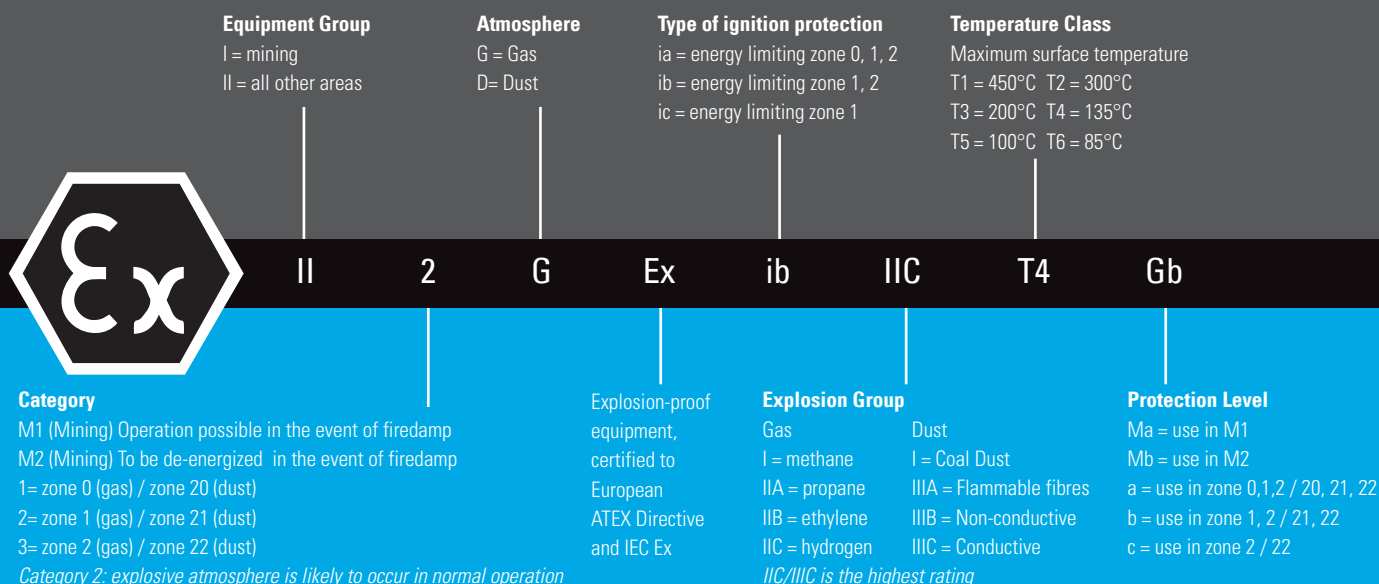 Equipment Group
I = mining
II = all other areas
Atmosphere
G = Gas
D= Dust
Type of ignition protection
ia = energy limiting zone 0, 1, 2
ib = energy limiting zone 1, 2
ic = energy limiting zone 1
Temperature Class
Maximum surface temperature
T1 = 450°C T2 = 300°C
T3 = 200°C T4 = 135°C
T5 = 100°C T6 = 85°C
Ex II 2 G Ex ib IIC T4 Gb
Category
M1 (Mining) Operation possible in the event of firedamp
M2 (Mining) To be de-energized in the event of firedamp
1= zone 0 (gas) / zone 20 (dust)
2= zone 1 (gas) / zone 21 (dust)
3= zone 2 (gas) / zone 22 (dust)
Category 2: explosive atmosphere is likely to occur in normal operation
Explosion-proof
equipment,
certified to
European
ATEX Directive
and IEC Ex
Explosion Group
Gas Dust
I = methane I = Coal Dust
IIA = propane IIIA = Flammable fibres
IIB = ethylene IIIB = Non-conductive
IIC = hydrogen IIIC = Conductive
IIC/IIIC is the highest rating
Protection Level
Ma = use in M1
Mb = use in M2
a = use in zone 0,1,2 / 20, 21, 22
b = use in zone 1, 2 / 21, 22
c = use in zone 2 / 22